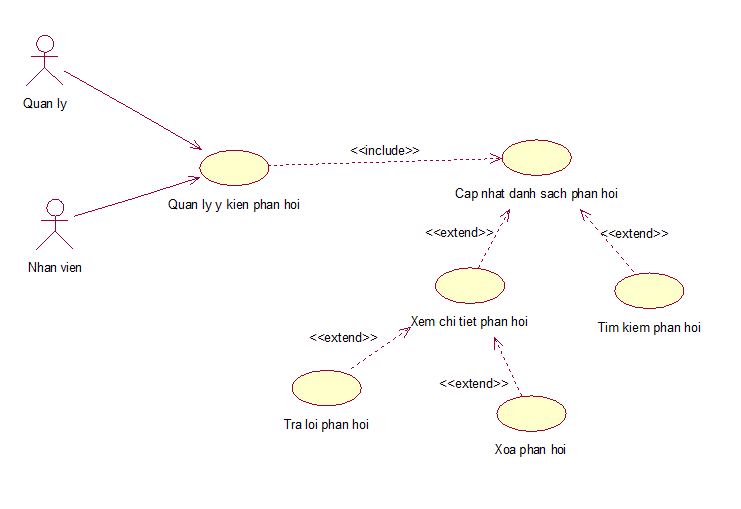 Quan ly
<<include>>
Quan ly y kien phan hoi
Cap nhat danh sach phan hoi
<<extend>>
<<extend>>
Nhan vien
Xem chi tiet phan hoi
Tim kiem phan hoi
<<extend>>
<<extend>>
Tra loi phan hoi
Xoa phan hoi